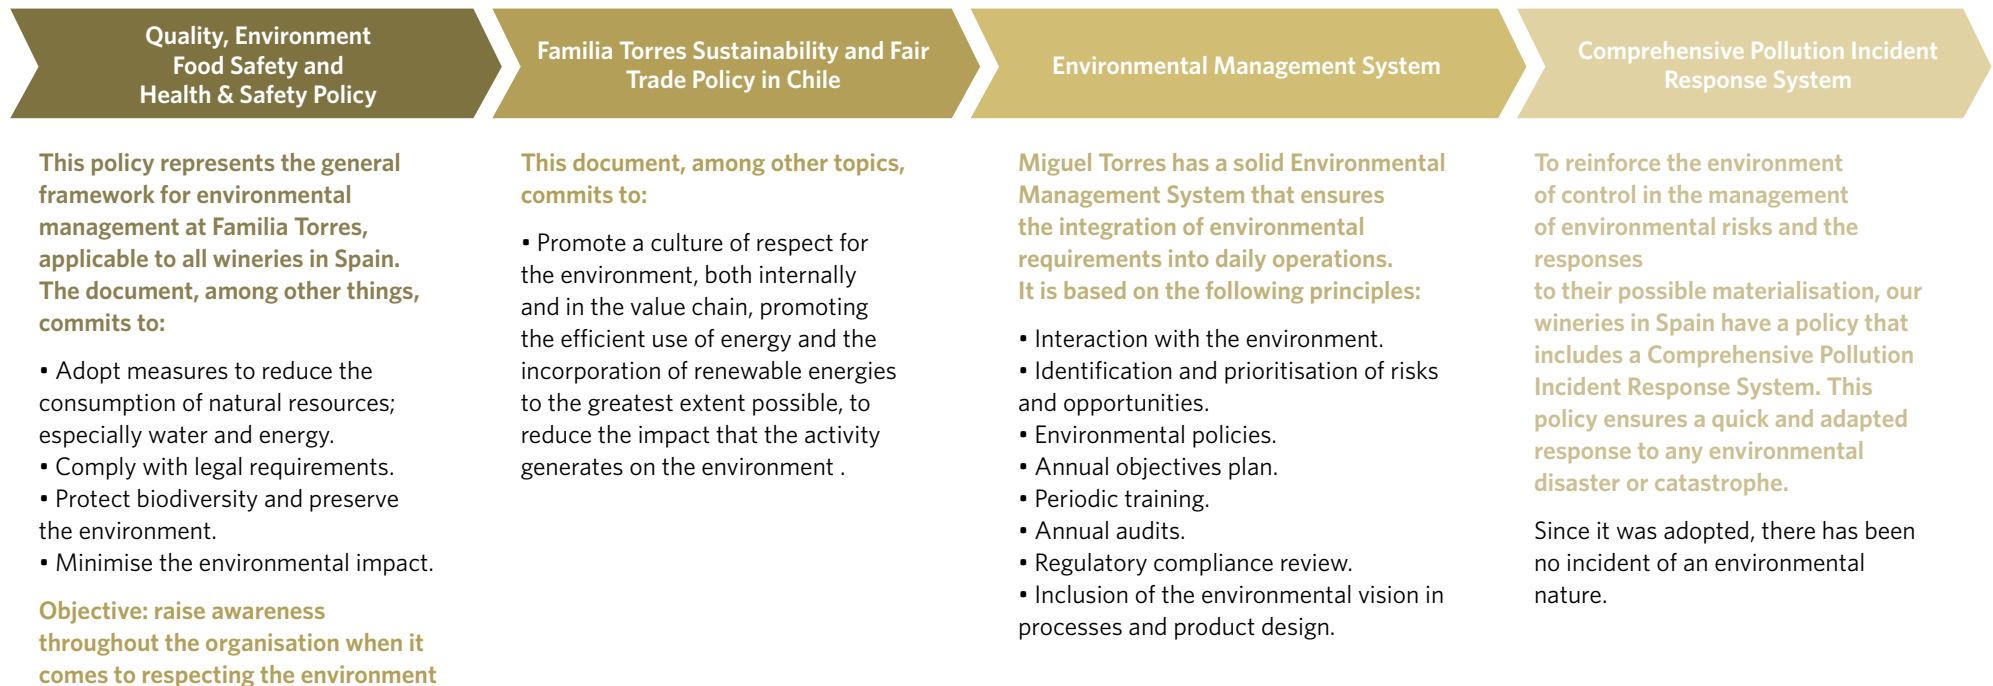 Quality, Environment
Food Safety and
Health & Safety Policy
Familia Torres Sustainability and Fair
Trade Policy in Chile
Environmental Management System
Comprehensive Pollution Incident
Response System
This policy represents the general
framework for environmental
management at Familia Torres,
applicable to all wineries in Spain.
The document, among other things,
commits to:
• Adopt measures to reduce the
consumption of natural resources;
especially water and energy.
• Comply with legal requirements.
• Protect biodiversity and preserve
the environment.
• Minimise the environmental impact.
Objective: raise awareness
throughout the organisation when it
comes to respecting the environment
This document, among other topics,
commits to:
• Promote a culture of respect for
the environment, both internally
and in the value chain, promoting
the efficient use of energy and the
incorporation of renewable energies
to the greatest extent possible, to
reduce the impact that the activity
generates on the environment .
Miguel Torres has a solid Environmental
Management System that ensures
the integration of environmental
requirements into daily operations.
It is based on the following principles:
• Interaction with the environment.
• Identification and prioritisation of risks
and opportunities.
• Environmental policies.
• Annual objectives plan.
• Periodic training.
• Annual audits.
• Regulatory compliance review.
• Inclusion of the environmental vision in
processes and product design.
To reinforce the environment
of control in the management
of environmental risks and the
responses
to their possible materialisation, our
wineries in Spain have a policy that
includes a Comprehensive Pollution
Incident Response System. This
policy ensures a quick and adapted
response to any environmental
disaster or catastrophe.
Since it was adopted, there has been
no incident of an environmental
nature.